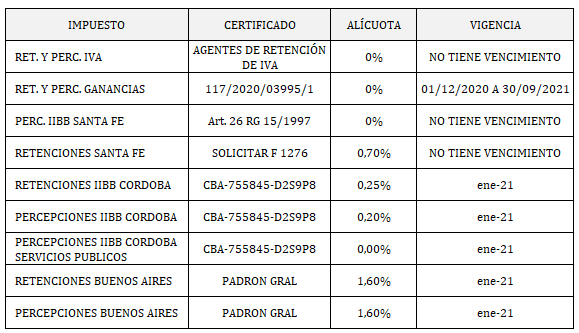 IMPUESTO CERTIFICADO ALÍCUOTA VIGENCIA
RET. Y PERC. IVA AGENTES DE RETENCIÓN DE IVA 0% NO TIENE VENCIMIENTO
RET. Y PERC. GANANCIAS 117/2020/03995/1 0% 01/12/2020 A 30/09/2021
PERC. IIBB SANTA FE Art. 26 RG 15/1997 0% NO TIENE VENCIMIENTO
RETENCIONES SANTA FE SOLICITAR F 1276 0,70% NO TIENE VENCIMIENTO
RETENCIONES IIBB CORDOBA CBA-755845-D2S9P8 0,25% ene-21
PERCEPCIONES IIBB CORDOBA CBA-755845-D2S9P8 0,20% ene-21
PERCEPCIONES IIBB CORDOBA SERVICIOS PUBLICOS CBA-755845-D2S9P8 0,00% ene-21
RETENCIONES BUENOS AIRES PADRON GRAL 1,60% ene-21
PERCEPCIONES BUENOS AIRES PADRON GRAL 1,60% ene-21